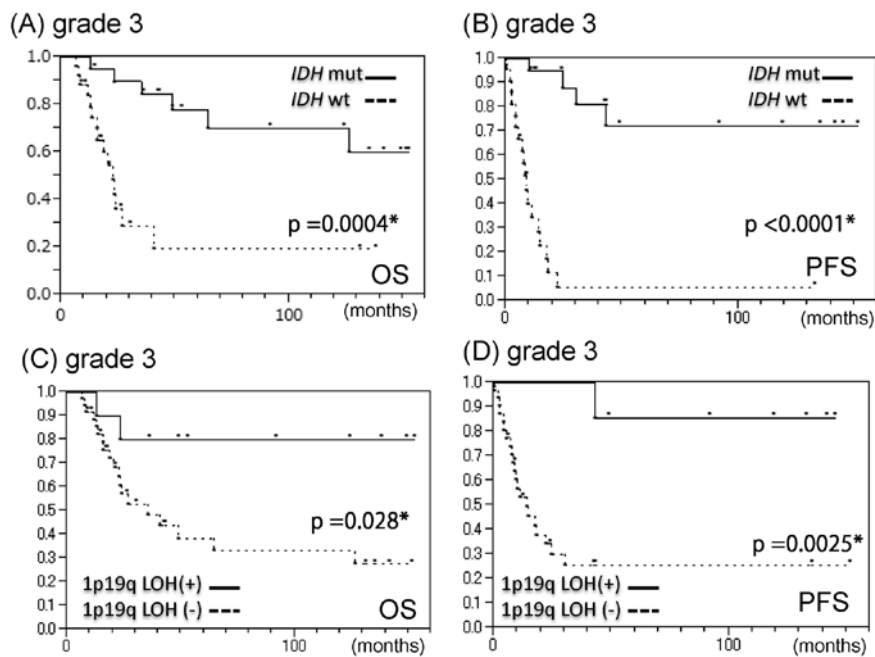 (A) grade 3
1.0
0.8
0.6
0.4
0.2
0.0
IDH mut
IDH wt
p =0.0004*
OS
0
100
(months)
(B) grade 3
1.0
0.9
0.8
0.7
0.6
0.5
0.4
0.3
0.2
0.1
0.0
IDH mut
IDH wt
p <0.0001*
PFS
0
100
(months)
(C) grade 3
1.0
0.9
0.8
0.7
0.6
0.5
0.4
0.3
0.2
0.1
0.0
p =0.028*
1p19q LOH(+)
1p19q LOH (-)
OS
0
100
(months)
(D) grade 3
1.0
0.9
0.8
0.7
0.6
0.5
0.4
0.3
0.2
0.1
0.0
p =0.0025*
1p19q LOH(+)
1p19q LOH (-)
PFS
0
100
(months)